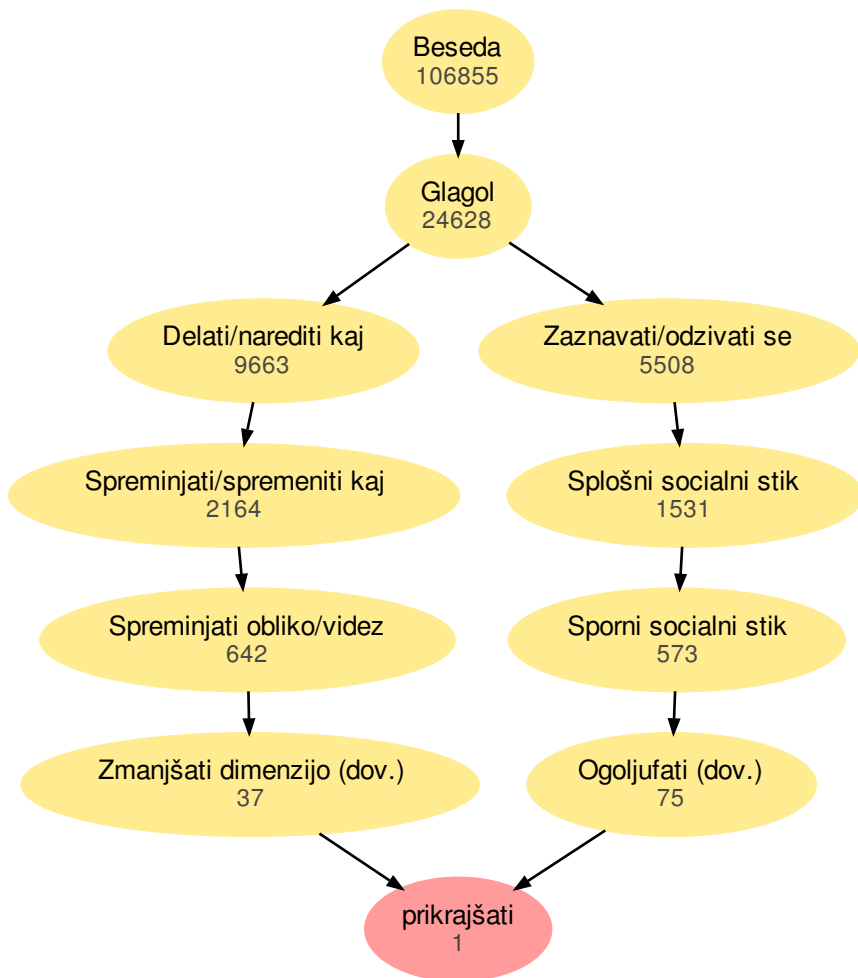 Beseda
106855
Glagol
24628
Delati/narediti kaj
9663
Zaznavati/odzivati se
5508
Spreminjati/spremeniti kaj
2164
Splošni socialni stik
1531
Spreminjati obliko/videz
642
Sporni socialni stik
573
Zmanjšati dimenzijo (dov.)
37
Ogoljufati (dov.)
75
prikrajšati
1